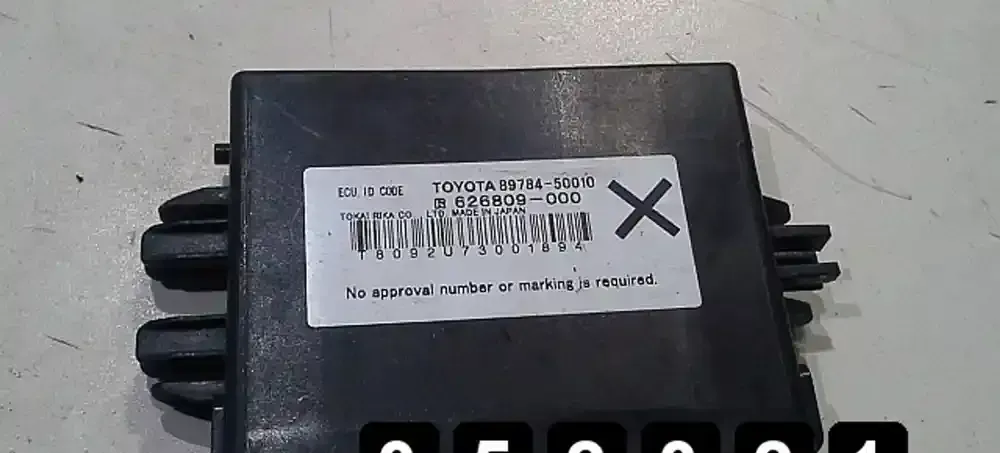 ECU ID CODE TOYOTA 89784-50010
626809-000
TOKAI RIKA CO., LTD. MADE IN JAPAN
T8092U73001894
No approval number or marking is required.